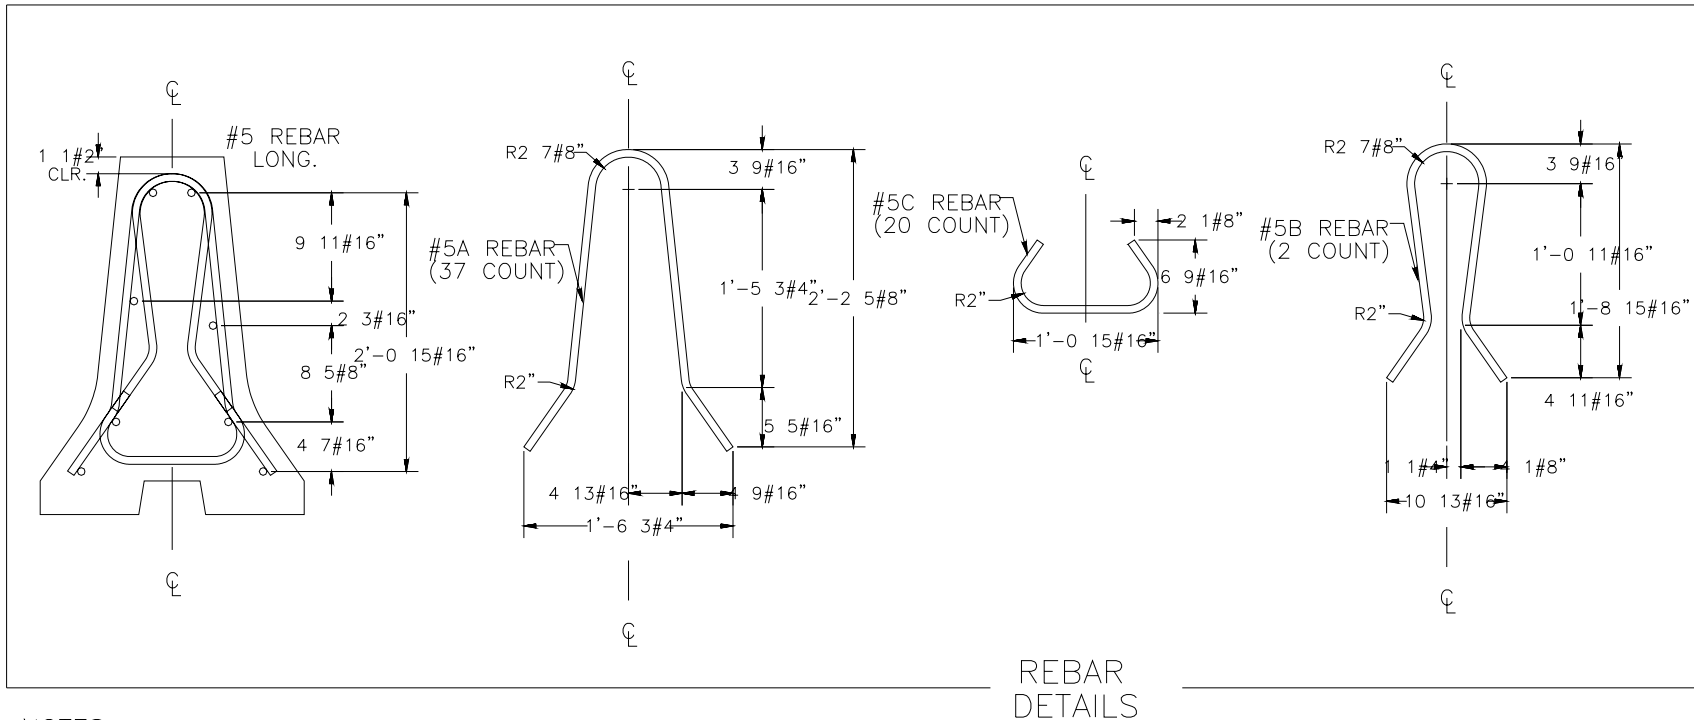 ℄
#5 REBAR
LONG.
1 1#2"
CLR.
9 11#16"
2 3#16"
2'-0 15#16"
8 5#8"
4 7#16"
℄
℄
R2 7#8"
3 9#16"
#5A REBAR
(37 COUNT)
1'-5 3#4"
2'-2 5#8"
R2"
5 5#16"
4 13#16"
4 9#16"
1'-6 3#4"
℄
℄
#5C REBAR
(20 COUNT)
2 1#8"
6 9#16"
R2"
1'-0 15#16"
℄
℄
R2 7#8"
3 9#16
#5B REBAR
(2 COUNT)
1'-0 11#16"
R2"
1'-8 15#16"
4 11#16"
1 1#4"
4 1#8"
10 13#16"
℄
REBAR
DETAILS